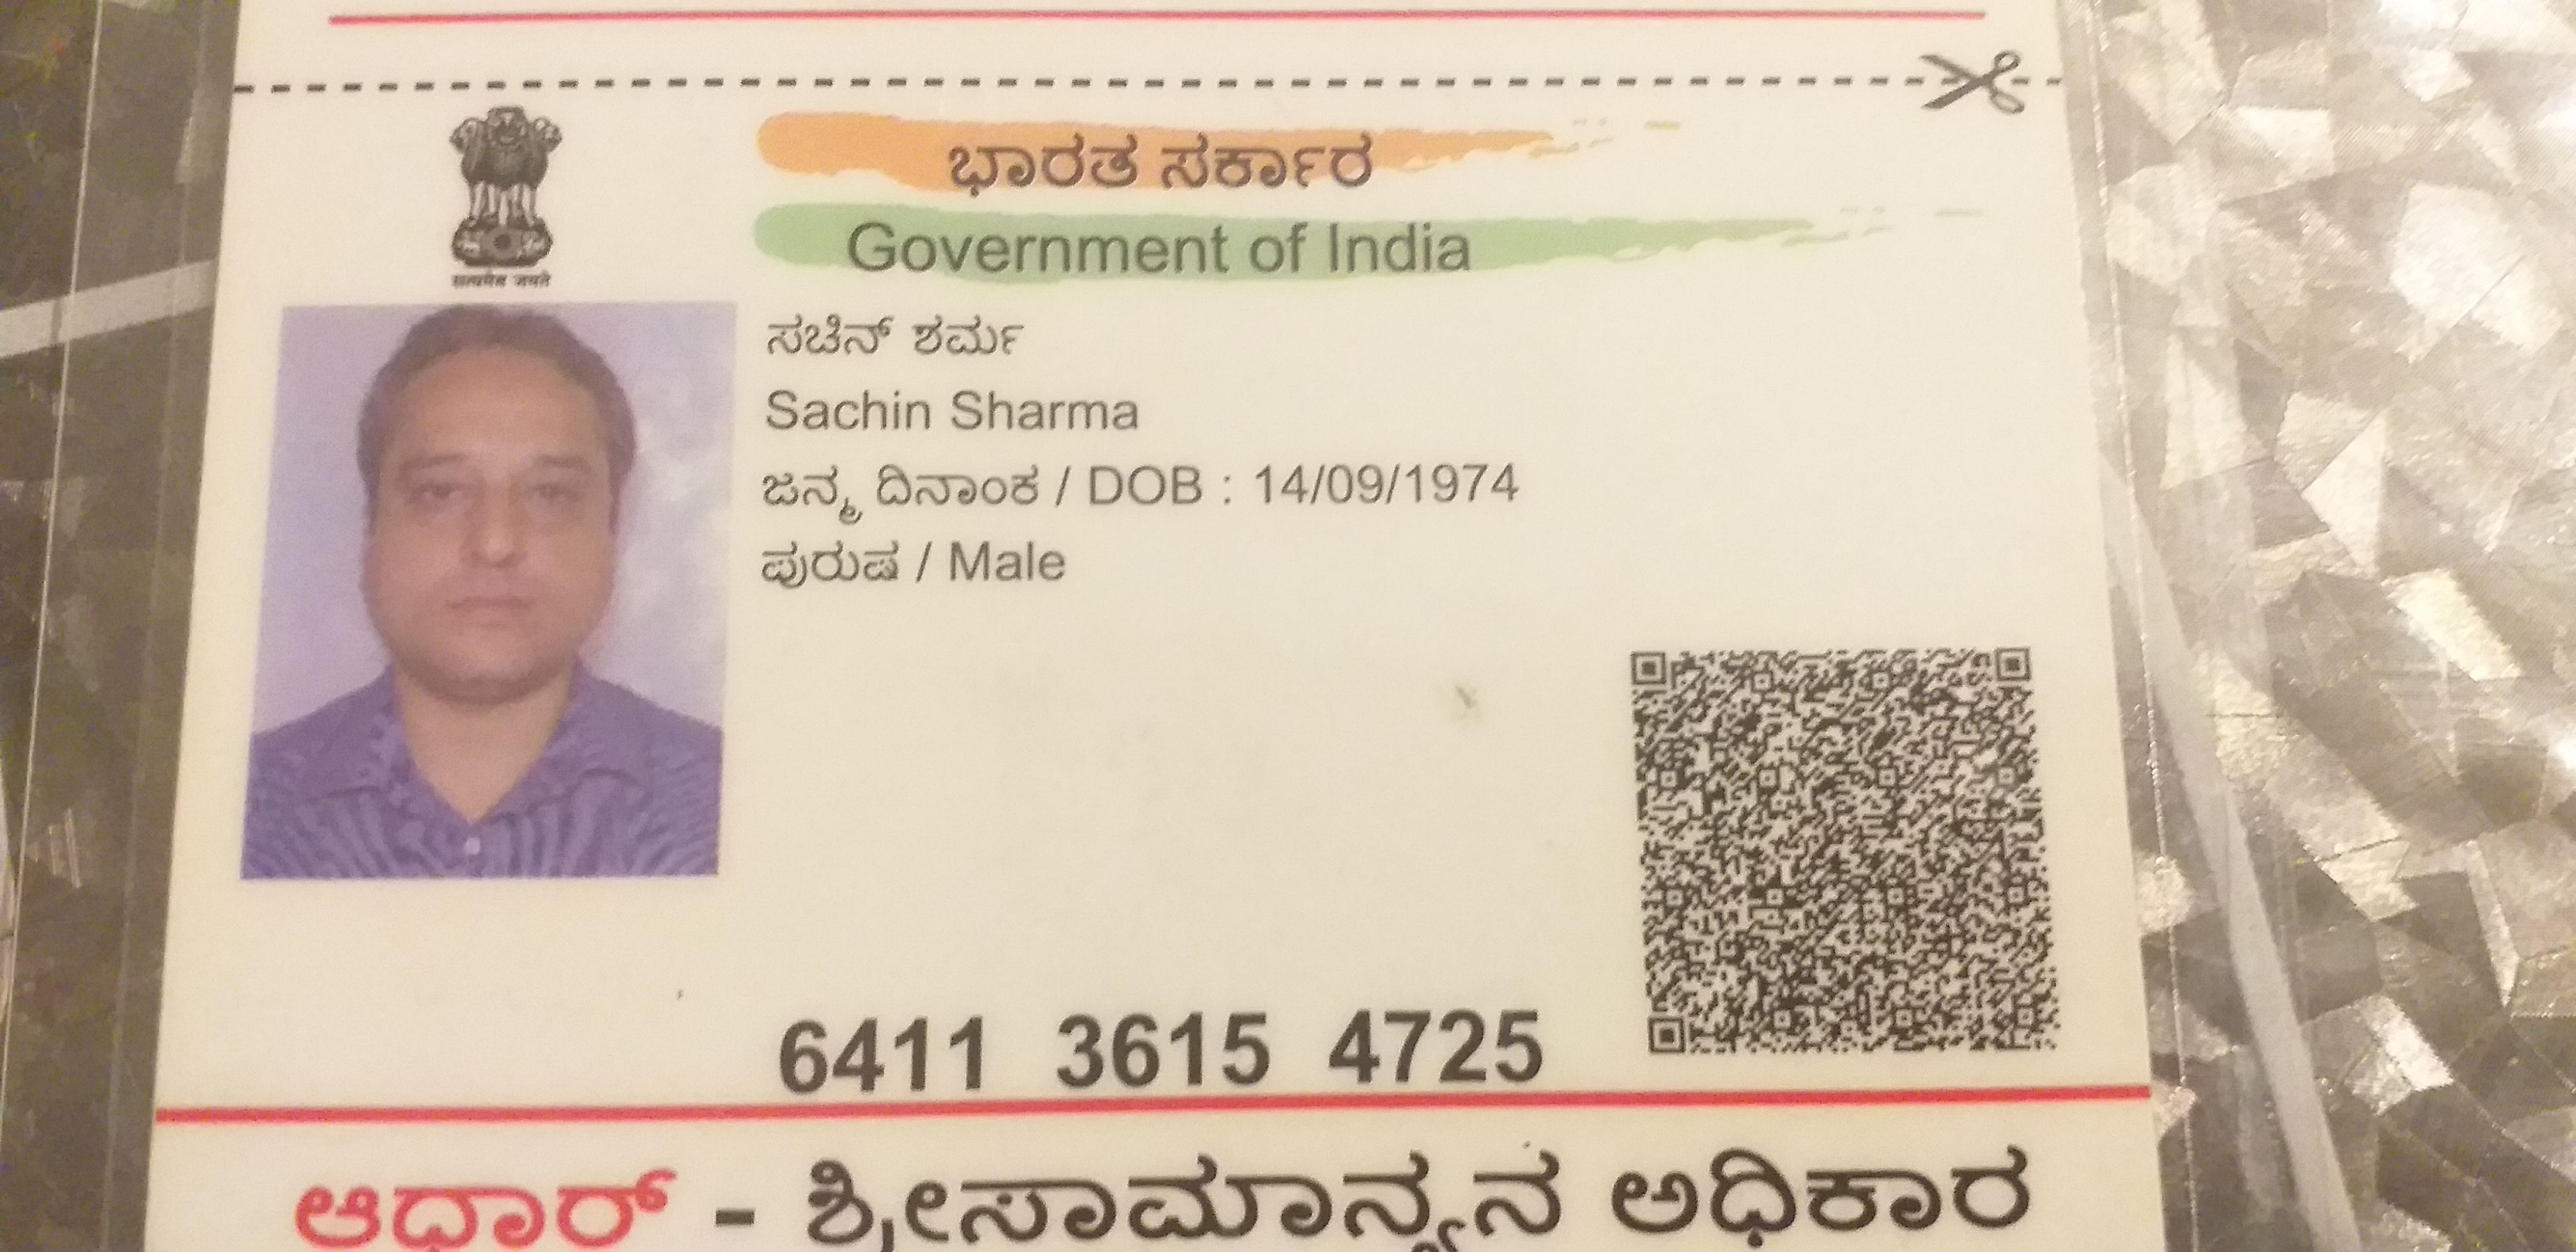 सत्यमेव जयते
ಭಾರತ ಸರ್ಕಾರ
Government of India
ಸಚಿನ್ ಶರ್ಮ
Sachin Sharma
ಜನ್ಮ ದಿನಾಂಕ / DOB : 14/09/1974
ಪುರುಷ / Male
6411 3615 4725
ಆಧಾರ್ - ಶ್ರೀಸಾಮಾನ್ಯನ ಅಧಿಕಾರ